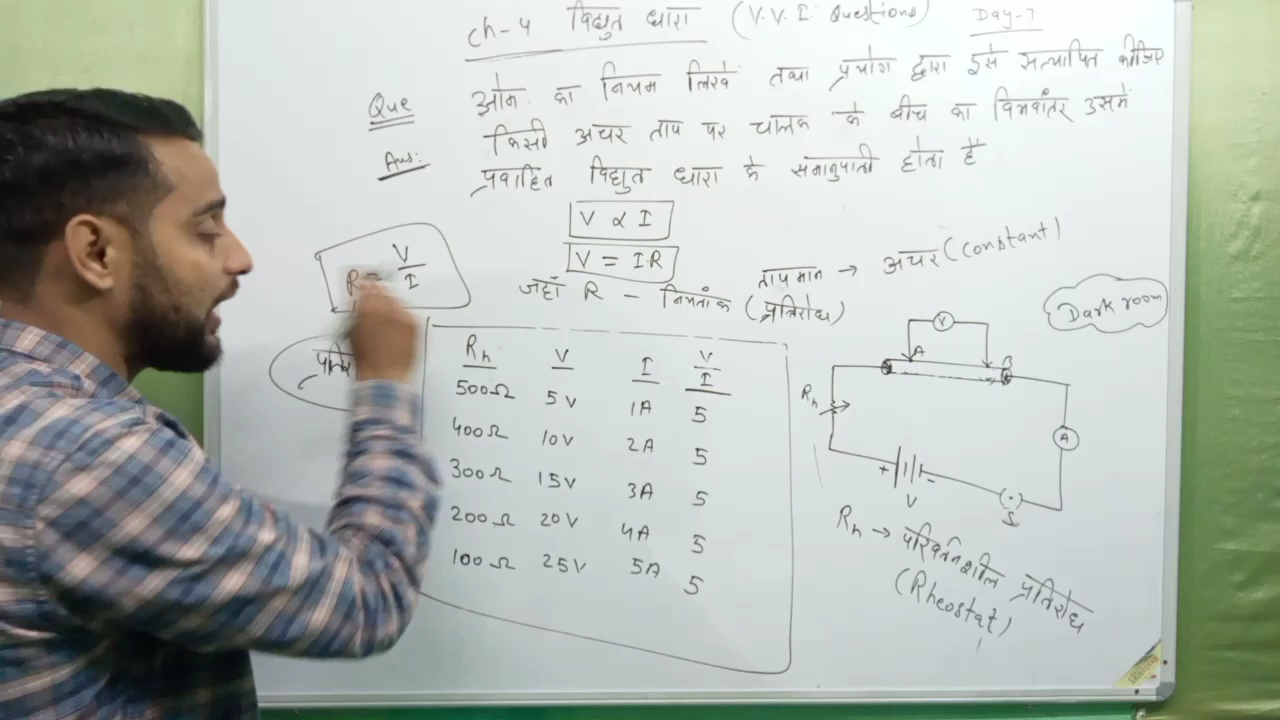 Ch-4 विद्युत धारा (V.V.I. Questions) Day-7
Que ओम का नियम लिखे तथा प्रयोग द्वारा इसे सत्यापित कीजिए
Ans: किसी अचर ताप पर चालक के बीच का विभवांतर उसमें
प्रवाहित विद्युत धारा के समानुपाती होता है
V ∝ I
V = IR
R = V/I
तापमान → अचर (Constant)
जहाँ R - नियतांक (प्रतिरोध)
Dark room
Rh V I V/I
500Ω 5V 1A 5
400Ω 10V 2A 5
300Ω 15V 3A 5
200Ω 20V 4A 5
100Ω 25V 5A 5
V
A B
Rh
A
+ -
V
S
Rh → परिवर्तनशील प्रतिरोध
(Rheostat)